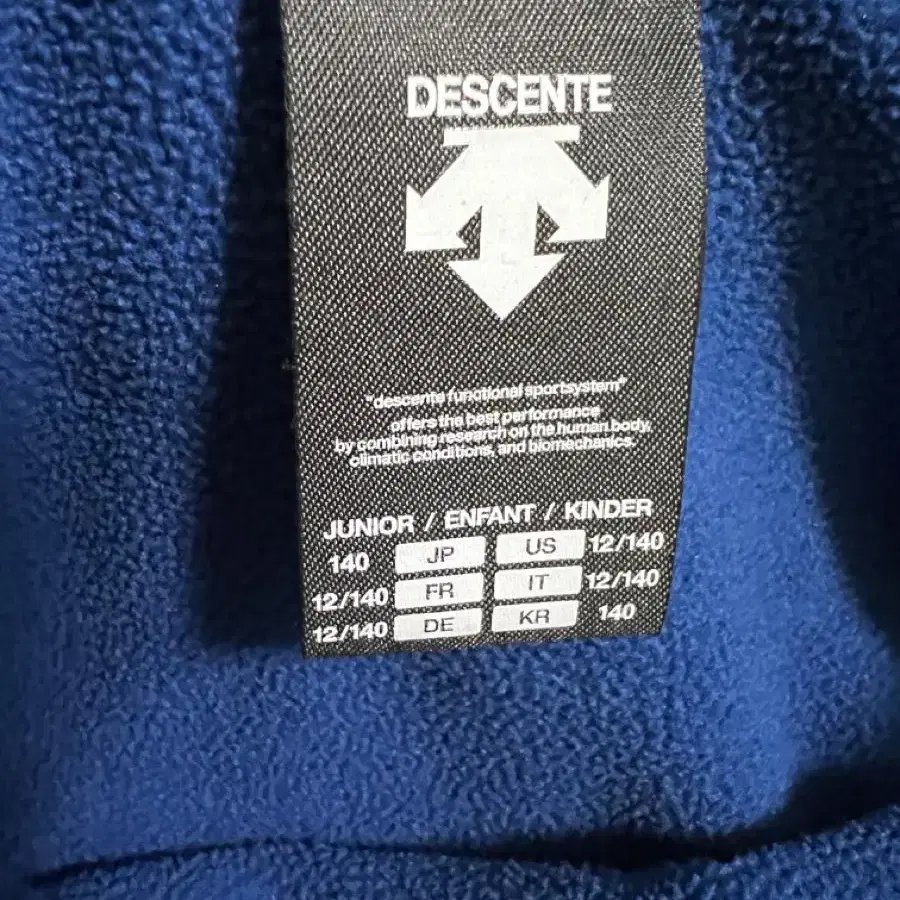 DESCENTE
"descente functional sportsystem"
offers the best performance
by combining research on the human body,
climatic conditions, and biomechanics.
JUNIOR / ENFANT / KINDER
140 JP US 12/140
12/140 FR IT 12/140
12/140 DE KR 140